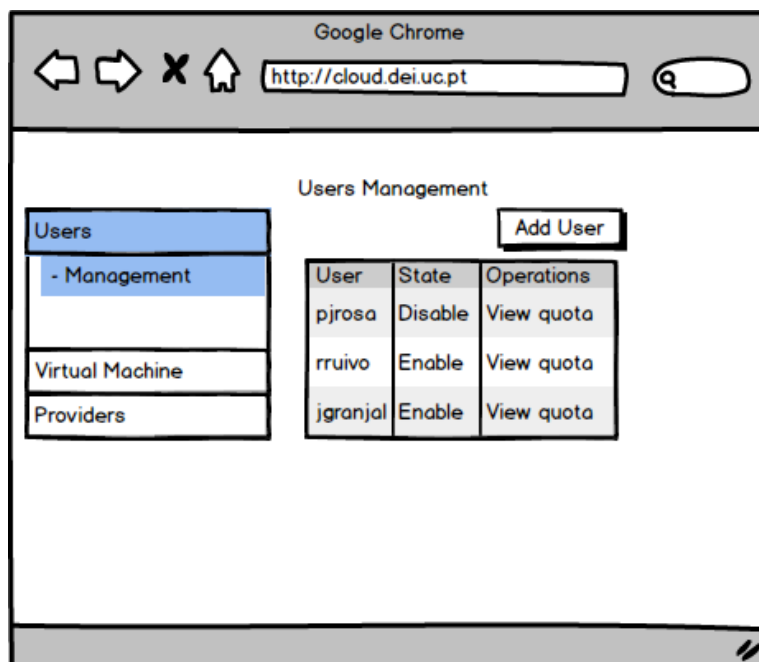 Google Chrome
http://cloud.dei.uc.pt
Users Management
Users
Add User
- Management
Virtual Machine
Providers
User State Operations
pjrosa Disable View quota
rruivo Enable View quota
jgranjal Enable View quota